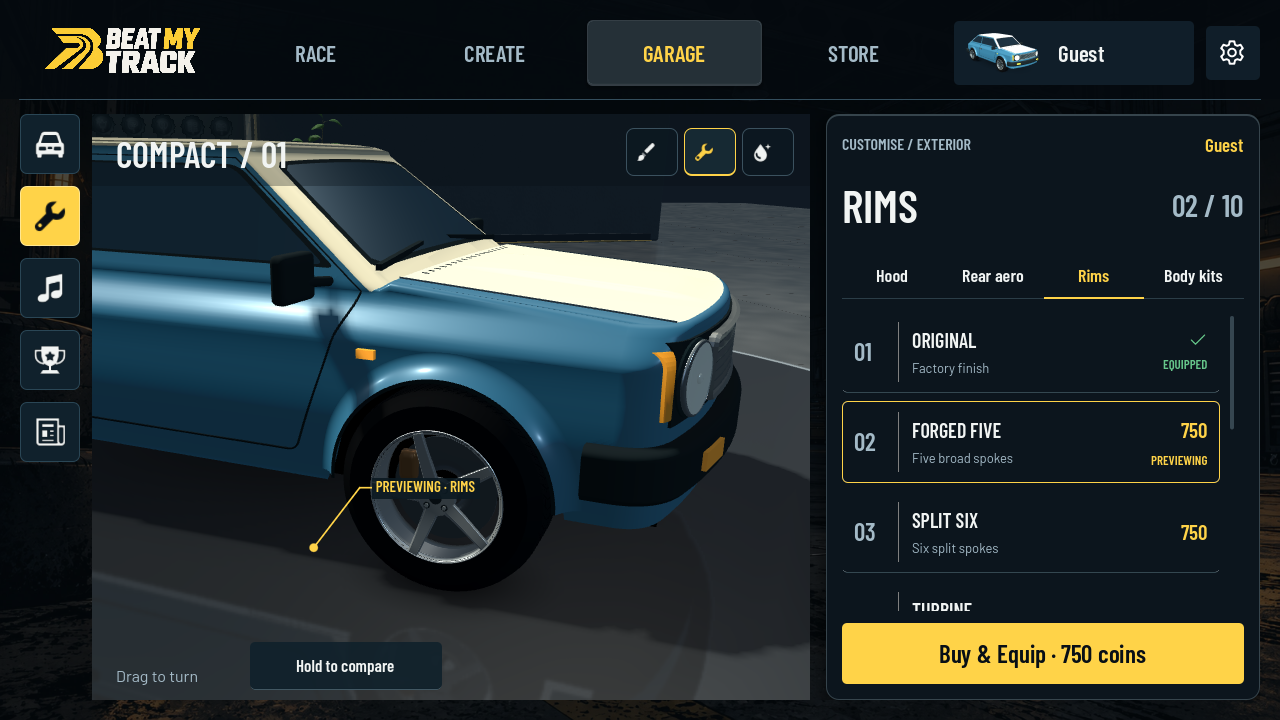 BEAT MY
TRACK
RACE
CREATE
GARAGE
STORE
Guest
COMPACT / 01
PREVIEWING · RIMS
Drag to turn
Hold to compare
CUSTOMISE / EXTERIOR
Guest
RIMS
02 / 10
Hood
Rear aero
Rims
Body kits
01
ORIGINAL
Factory finish
EQUIPPED
02
FORGED FIVE
Five broad spokes
750
PREVIEWING
03
SPLIT SIX
Six split spokes
750
TURBINE
Buy & Equip · 750 coins